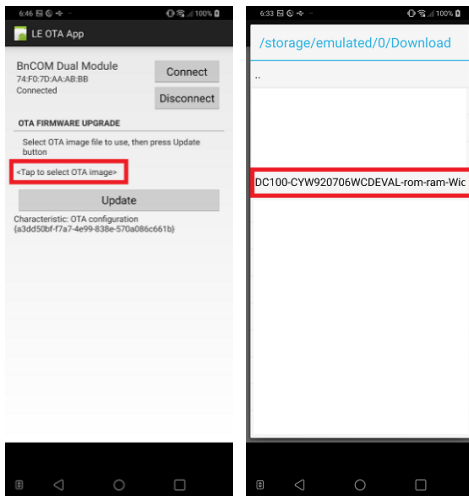 6:46
100%
LE OTA App
BnCOM Dual Module
74:F0:7D:AA:AB:BB
Connected
Connect
Disconnect
OTA FIRMWARE UPGRADE
Select OTA image file to use, then press Update
button
<Tap to select OTA image>
Update
Characteristic: OTA configuration
{a3dd50bf-f7a7-4e99-838e-570a086c661b}
6:33
100%
/storage/emulated/0/Download
..
DC100-CYW920706WCDEVAL-rom-ram-Wic